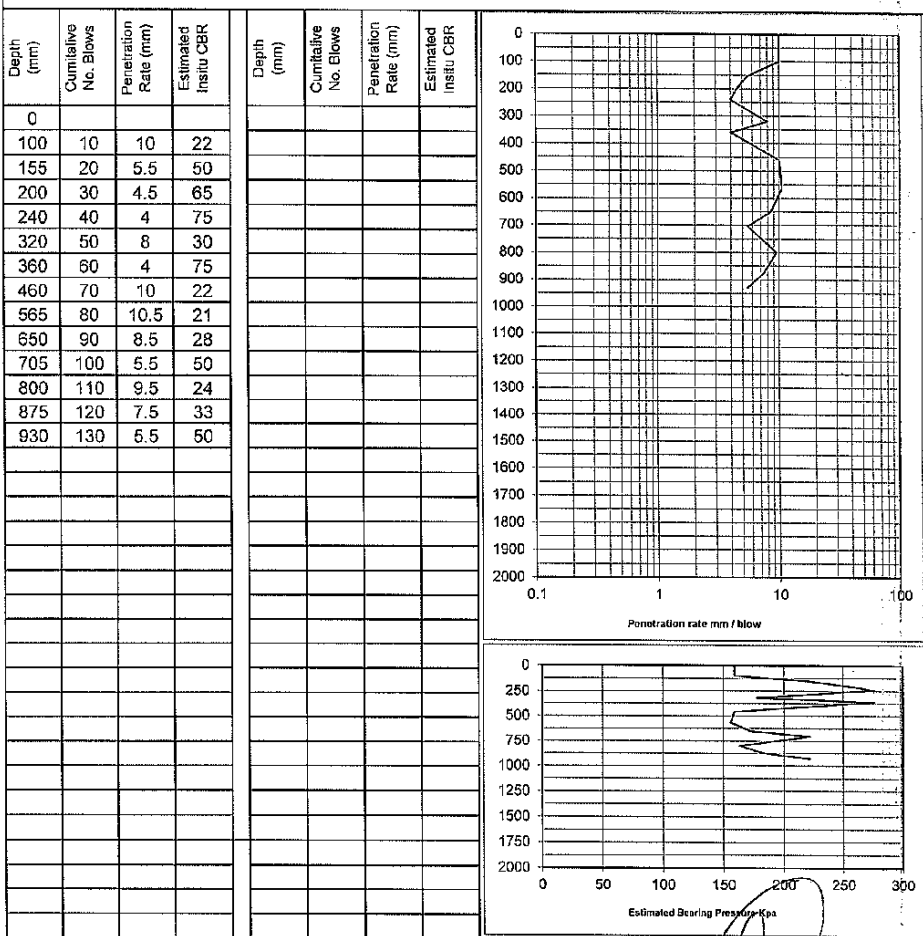 Depth (mm) Cumitative No. Blows Penetration Rate (mm) Estimated Insitu CBR Depth (mm) Cumitative No. Blows Penetration Rate (mm) Estimated Insitu CBR
0
100 10 10 22
155 20 5.5 50
200 30 4.5 65
240 40 4 75
320 50 8 30
360 60 4 75
460 70 10 22
565 80 10.5 21
650 90 8.5 28
705 100 5.5 50
800 110 9.5 24
875 120 7.5 33
930 130 5.5 50
0
100
200
300
400
500
600
700
800
900
1000
1100
1200
1300
1400
1500
1600
1700
1800
1900
2000
0.1 1 10 100
Penetration rate mm / blow
0
250
500
750
1000
1250
1500
1750
2000
0 50 100 150 200 250 300
Estimated Bearing Pressure Kpa